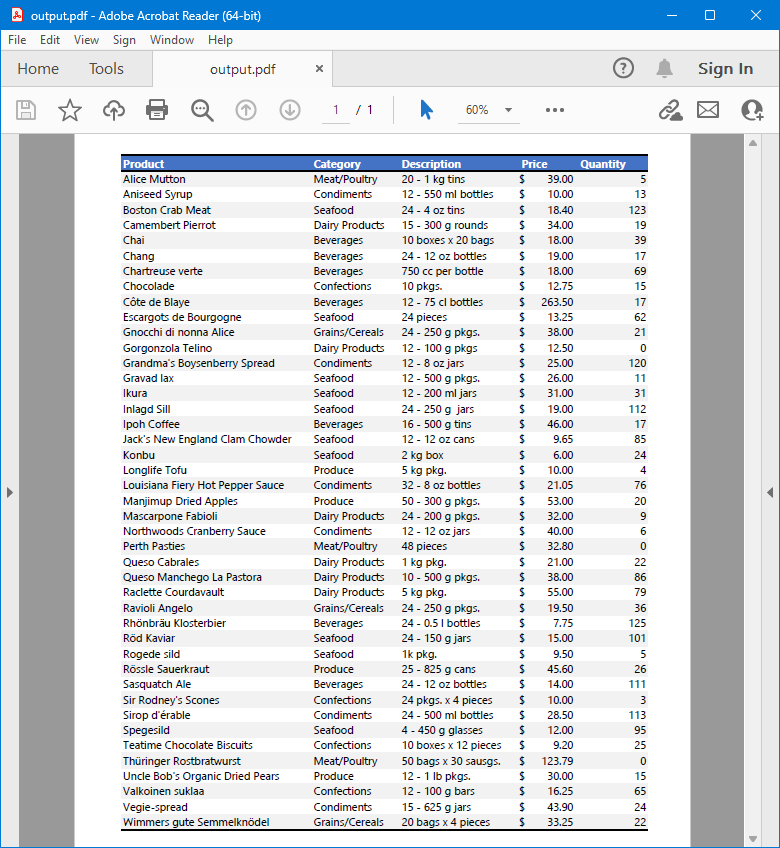 output.pdf - Adobe Acrobat Reader (64-bit)
File Edit View Sign Window Help
Home Tools output.pdf × Sign In
1 / 1 60%
Product Category Description Price Quantity
Alice Mutton Meat/Poultry 20 - 1 kg tins $ 39.00 5
Aniseed Syrup Condiments 12 - 550 ml bottles $ 10.00 13
Boston Crab Meat Seafood 24 - 4 oz tins $ 18.40 123
Camembert Pierrot Dairy Products 15 - 300 g rounds $ 34.00 19
Chai Beverages 10 boxes x 20 bags $ 18.00 39
Chang Beverages 24 - 12 oz bottles $ 19.00 17
Chartreuse verte Beverages 750 cc per bottle $ 18.00 69
Chocolade Confections 10 pkgs. $ 12.75 15
Côte de Blaye Beverages 12 - 75 cl bottles $ 263.50 17
Escargots de Bourgogne Seafood 24 pieces $ 13.25 62
Gnocchi di nonna Alice Grains/Cereals 24 - 250 g pkgs. $ 38.00 21
Gorgonzola Telino Dairy Products 12 - 100 g pkgs $ 12.50 0
Grandma's Boysenberry Spread Condiments 12 - 8 oz jars $ 25.00 120
Gravad lax Seafood 12 - 500 g pkgs. $ 26.00 11
Ikura Seafood 12 - 200 ml jars $ 31.00 31
Inlagd Sill Seafood 24 - 250 g  jars $ 19.00 112
Ipoh Coffee Beverages 16 - 500 g tins $ 46.00 17
Jack's New England Clam Chowder Seafood 12 - 12 oz cans $ 9.65 85
Konbu Seafood 2 kg box $ 6.00 24
Longlife Tofu Produce 5 kg pkg. $ 10.00 4
Louisiana Fiery Hot Pepper Sauce Condiments 32 - 8 oz bottles $ 21.05 76
Manjimup Dried Apples Produce 50 - 300 g pkgs. $ 53.00 20
Mascarpone Fabioli Dairy Products 24 - 200 g pkgs. $ 32.00 9
Northwoods Cranberry Sauce Condiments 12 - 12 oz jars $ 40.00 6
Perth Pasties Meat/Poultry 48 pieces $ 32.80 0
Queso Cabrales Dairy Products 1 kg pkg. $ 21.00 22
Queso Manchego La Pastora Dairy Products 10 - 500 g pkgs. $ 38.00 86
Raclette Courdavault Dairy Products 5 kg pkg. $ 55.00 79
Ravioli Angelo Grains/Cereals 24 - 250 g pkgs. $ 19.50 36
Rhönbräu Klosterbier Beverages 24 - 0.5 l bottles $ 7.75 125
Röd Kaviar Seafood 24 - 150 g jars $ 15.00 101
Rogede sild Seafood 1k pkg. $ 9.50 5
Rössle Sauerkraut Produce 25 - 825 g cans $ 45.60 26
Sasquatch Ale Beverages 24 - 12 oz bottles $ 14.00 111
Sir Rodney's Scones Confections 24 pkgs. x 4 pieces $ 10.00 3
Sirop d'érable Condiments 24 - 500 ml bottles $ 28.50 113
Spegesild Seafood 4 - 450 g glasses $ 12.00 95
Teatime Chocolate Biscuits Confections 10 boxes x 12 pieces $ 9.20 25
Thüringer Rostbratwurst Meat/Poultry 50 bags x 30 sausgs. $ 123.79 0
Uncle Bob's Organic Dried Pears Produce 12 - 1 lb pkgs. $ 30.00 15
Valkoinen suklaa Confections 12 - 100 g bars $ 16.25 65
Vegie-spread Condiments 15 - 625 g jars $ 43.90 24
Wimmers gute Semmelknödel Grains/Cereals 20 bags x 4 pieces $ 33.25 22